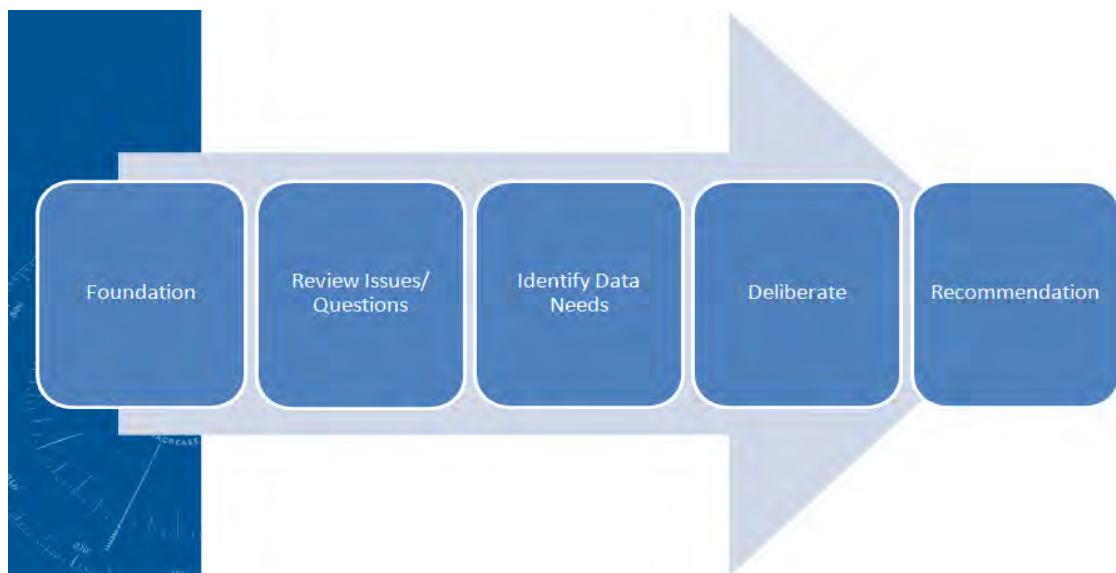 Foundation
Review Issues/
Questions
Identify Data
Needs
Deliberate
Recommendation